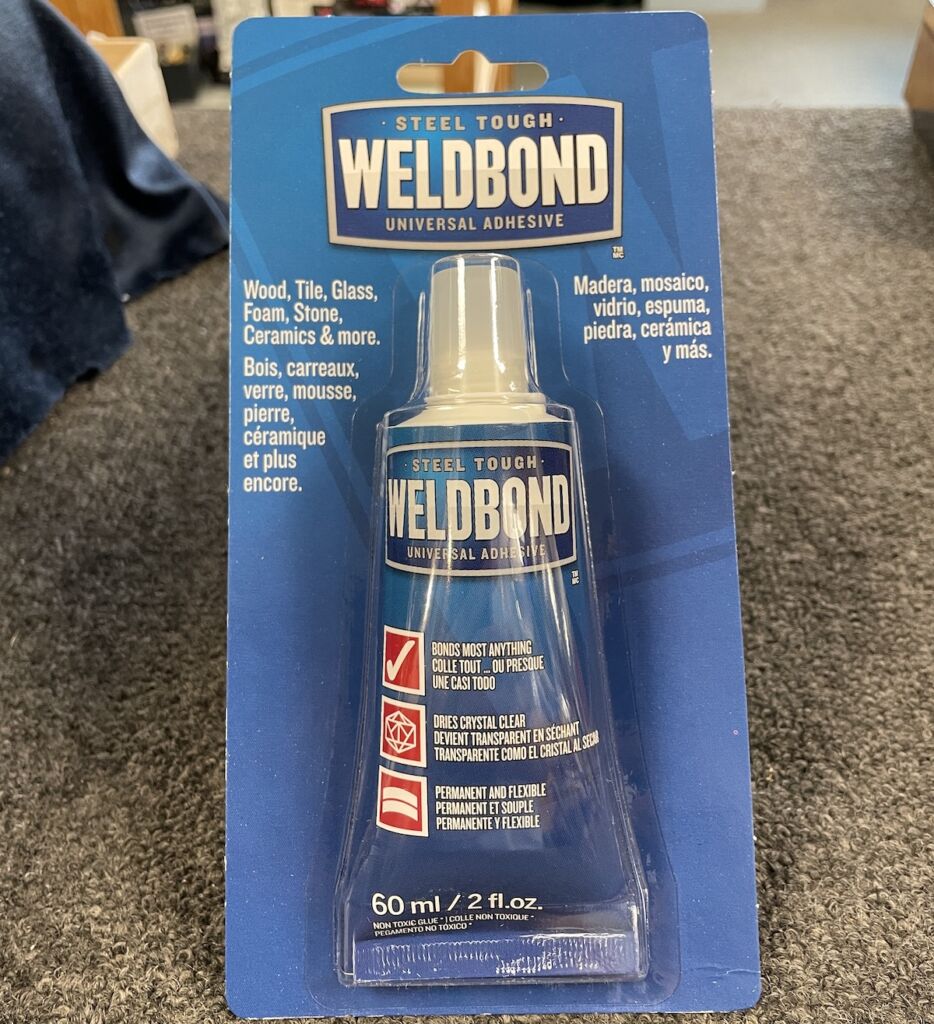 · STEEL TOUGH ·
WELDBOND
UNIVERSAL ADHESIVE
TM
MC
Wood, Tile, Glass,
Foam, Stone,
Ceramics & more.
Bois, carreaux,
verre, mousse,
pierre,
céramique
et plus
encore.
Madera, mosaico,
vidrio, espuma,
piedra, cerámica
y más.
· STEEL TOUGH ·
WELDBOND
UNIVERSAL ADHESIVE
TM
MC
BONDS MOST ANYTHING
COLLE TOUT ... OU PRESQUE
UNE CASI TODO
DRIES CRYSTAL CLEAR
DEVIENT TRANSPARENT EN SÉCHANT
TRANSPARENTE COMO EL CRISTAL AL
PERMANENT AND FLEXIBLE
PERMANENT ET SOUPLE
PERMANENTE Y FLEXIBLE
60 ml / 2 fl.oz.
NON TOXIC GLUE * | COLLE NON TOXIQUE *
PEGAMENTO NO TÓXICO *